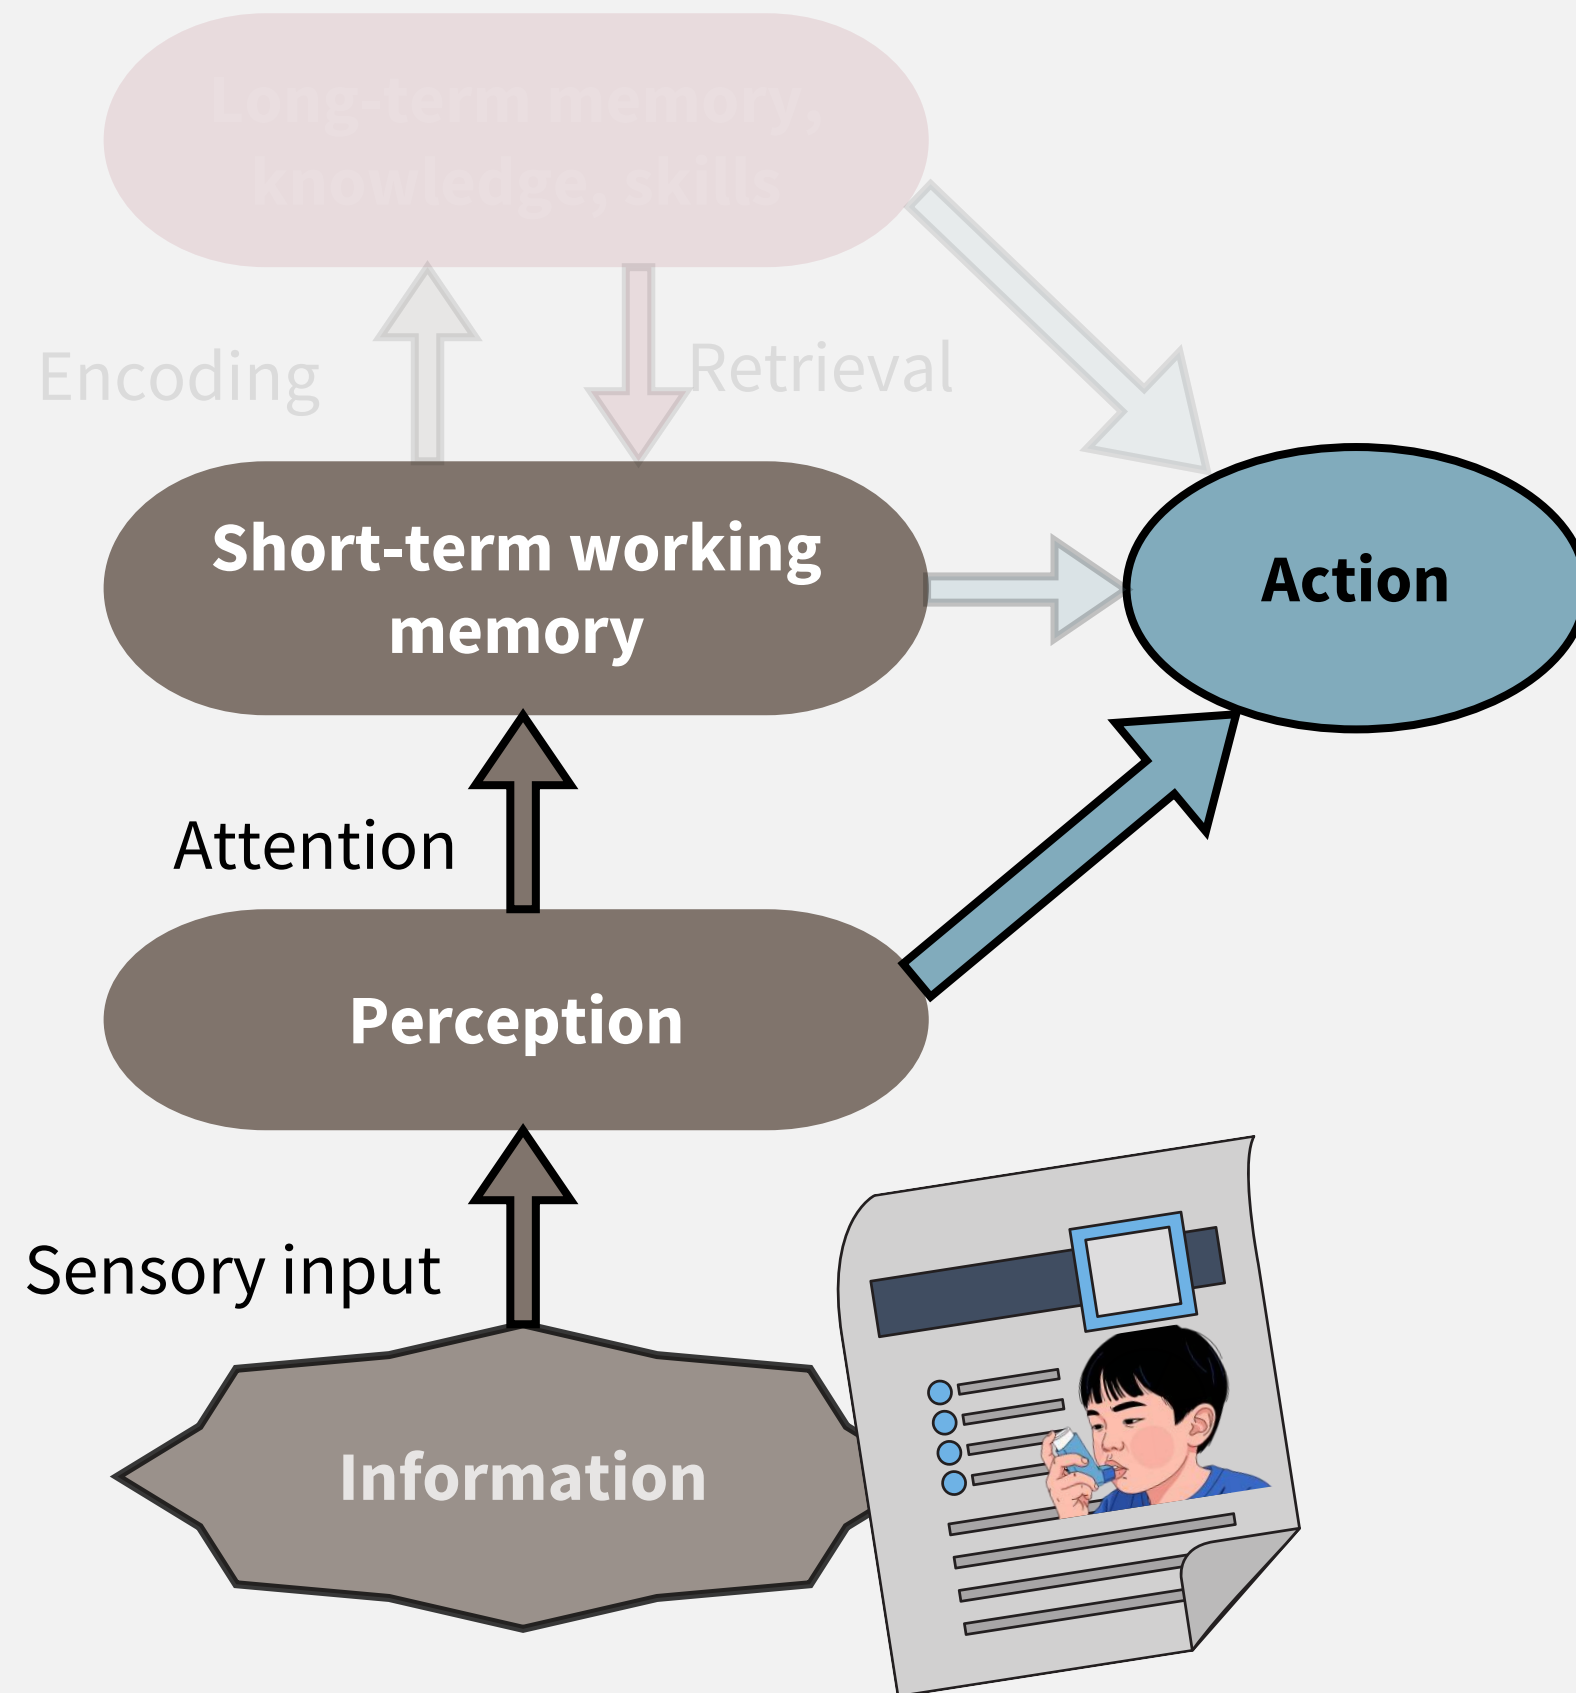 Long-term memory,
knowledge, skills
Encoding
Retrieval
Short-term working
memory
Action
Attention
Perception
Sensory input
Information